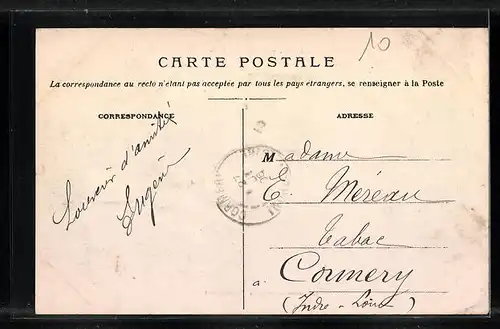 10
CARTE POSTALE
La correspondance au recto n'étant pas acceptée par tous les pays étrangers, se renseigner à la Poste
CORRESPONDANCE
ADRESSE
Souvenir d'amitié
Eugène
Madame
E. Méreau
Tabac
a Cormery
(Indre-Loire)